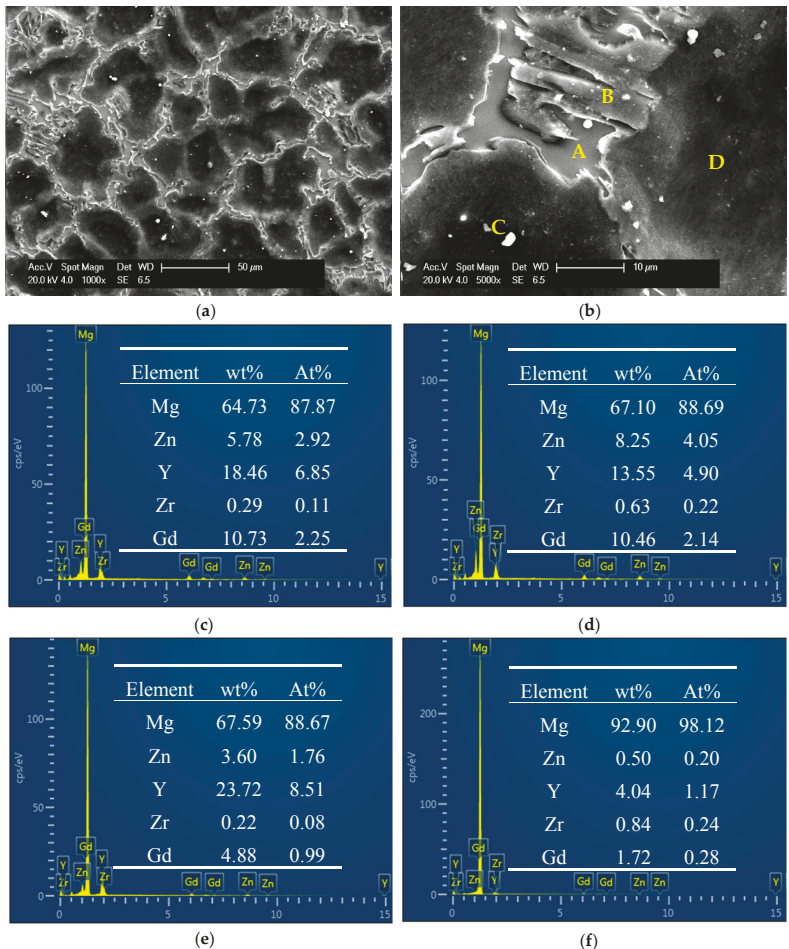 Acc.V Spot Magn Det WD 50 µm
20.0 kV 4.0 1000x SE 6.5
(a)
B
A
D
C
Acc.V Spot Magn Det WD 10 µm
20.0 kV 4.0 5000x SE 6.5
(b)
Mg
Element wt% At%
Mg 64.73 87.87
Zn 5.78 2.92
Y 18.46 6.85
Zr 0.29 0.11
Gd 10.73 2.25
cps/eV
100
50
0
Gd
Y Zn Y
Zr Zr Gd Gd Zn Zn Y
0 5 10 15
(c)
Mg
Element wt% At%
Mg 67.10 88.69
Zn 8.25 4.05
Y 13.55 4.90
Zr 0.63 0.22
Gd 10.46 2.14
cps/eV
100
50
0
Zn
Gd Zr
Y Y
Zr Gd Gd Zn Zn Y
0 5 10 15
(d)
Mg
Element wt% At%
Mg 67.59 88.67
Zn 3.60 1.76
Y 23.72 8.51
Zr 0.22 0.08
Gd 4.88 0.99
cps/eV
100
50
0
Gd
Y Y
Zr Zn Zr Gd Gd Zn Zn Y
0 5 10 15
(e)
Mg
Element wt% At%
Mg 92.90 98.12
Zn 0.50 0.20
Y 4.04 1.17
Zr 0.84 0.24
Gd 1.72 0.28
cps/eV
200
100
0
Gd
Y Zr
Zr Zn Y Gd Gd Zn Zn Y
0 5 10 15
(f)